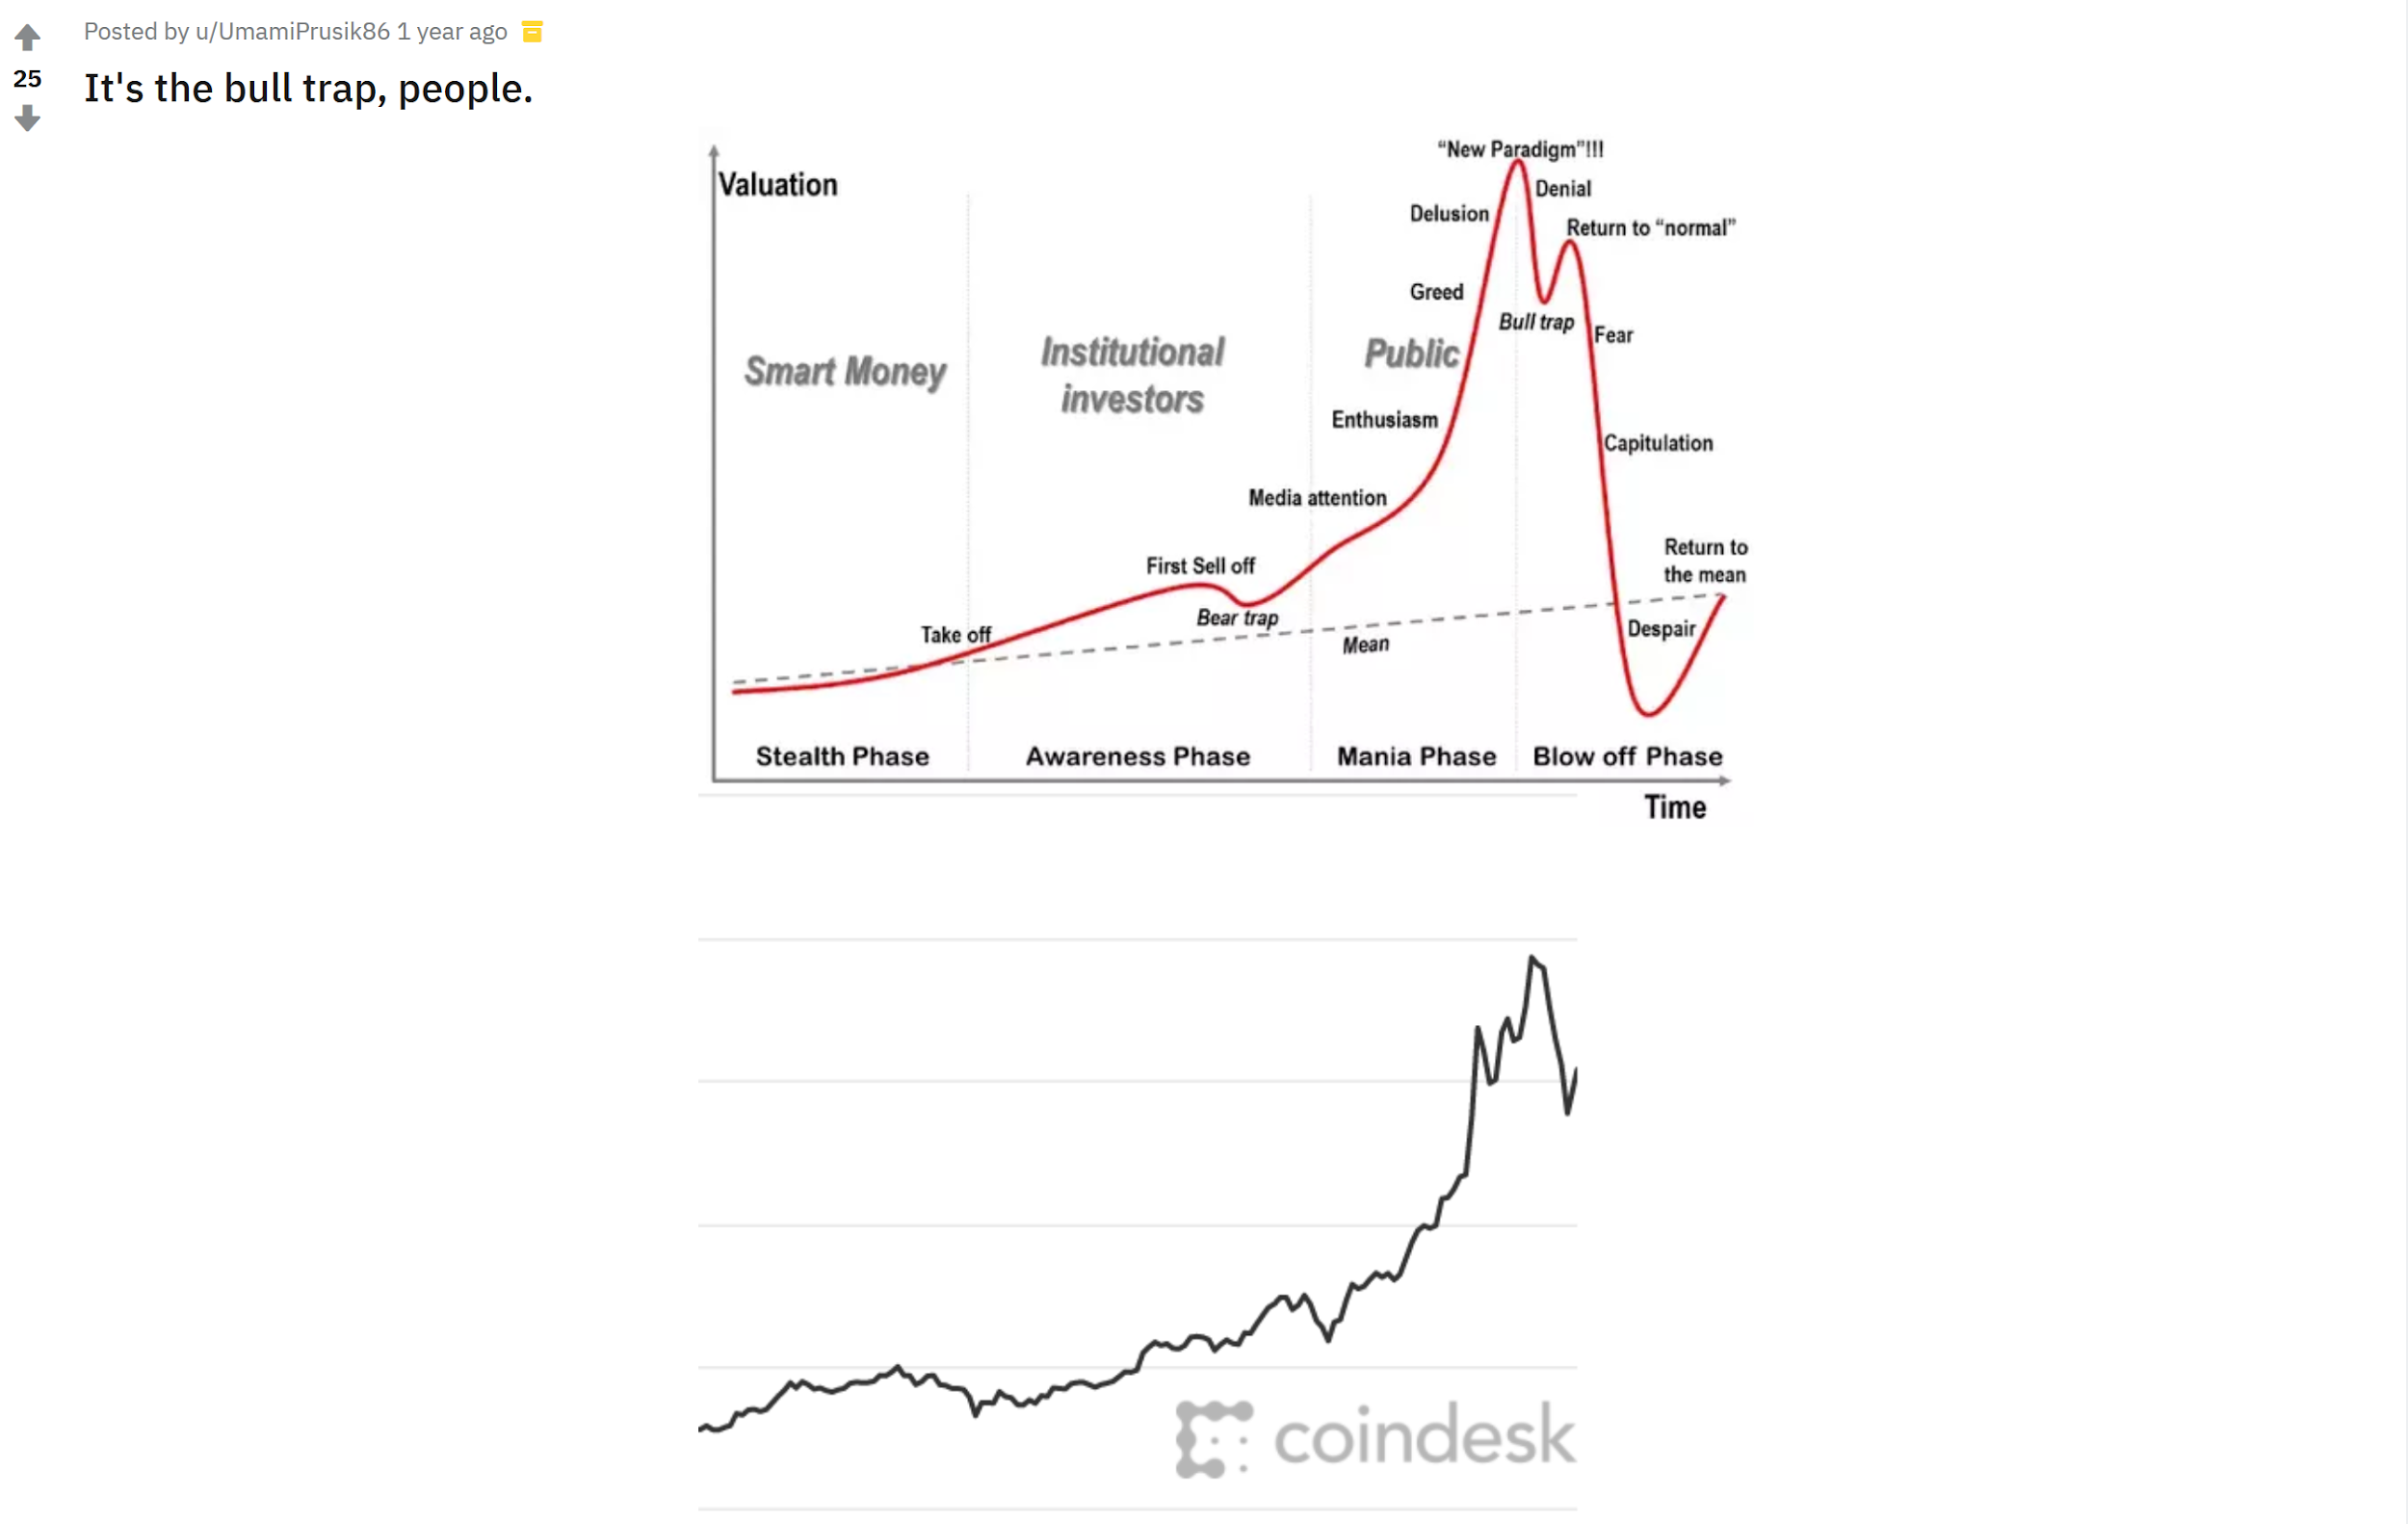 Posted by u/UmamiPrusik86 1 year ago
25
It's the bull trap, people.
“New Paradigm”!!!
Valuation
Denial
Delusion
Return to “normal”
Greed
Bull trap
Fear
Smart Money
Institutional
investors
Public
Enthusiasm
Capitulation
Media attention
First Sell off
Return to
the mean
Bear trap
Take off
Mean
Despair
Stealth Phase
Awareness Phase
Mania Phase
Blow off Phase
Time
coindesk